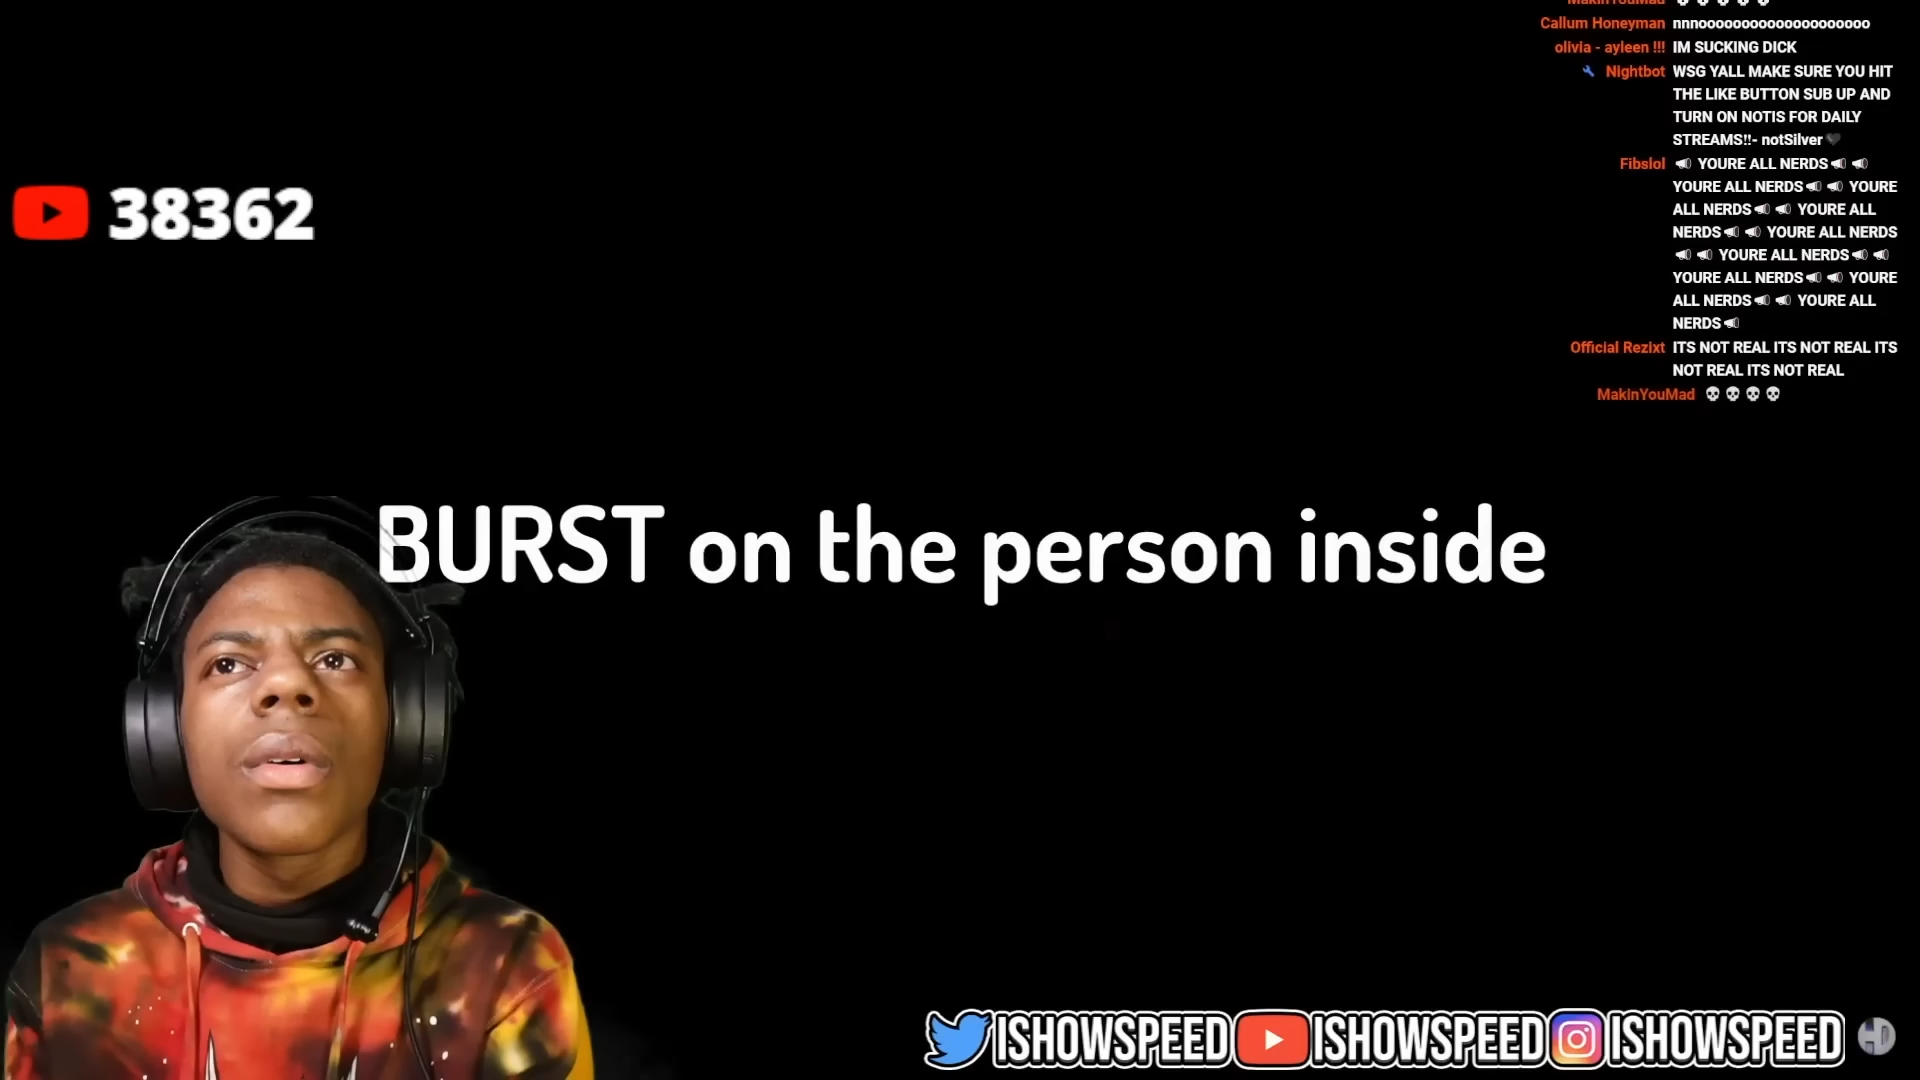 MakinYouMad 💀 💀 💀 💀 💀
Callum Honeyman nnnoooooooooooooooooooo
olivia - ayleen !!! IM SUCKING DICK
Nightbot WSG YALL MAKE SURE YOU HIT
THE LIKE BUTTON SUB UP AND
TURN ON NOTIS FOR DAILY
STREAMS!!- notSilver🖤
Fibslol 📢 YOURE ALL NERDS📢 📢
YOURE ALL NERDS📢 📢 YOURE
ALL NERDS📢 📢 YOURE ALL
NERDS📢 📢 YOURE ALL NERDS
📢 📢 YOURE ALL NERDS📢 📢
YOURE ALL NERDS📢 📢 YOURE
ALL NERDS📢 📢 YOURE ALL
NERDS📢
Official Rezixt ITS NOT REAL ITS NOT REAL ITS
NOT REAL ITS NOT REAL
MakinYouMad 💀 💀 💀 💀
38362
BURST on the person inside
ISHOWSPEED ISHOWSPEED ISHOWSPEED HD